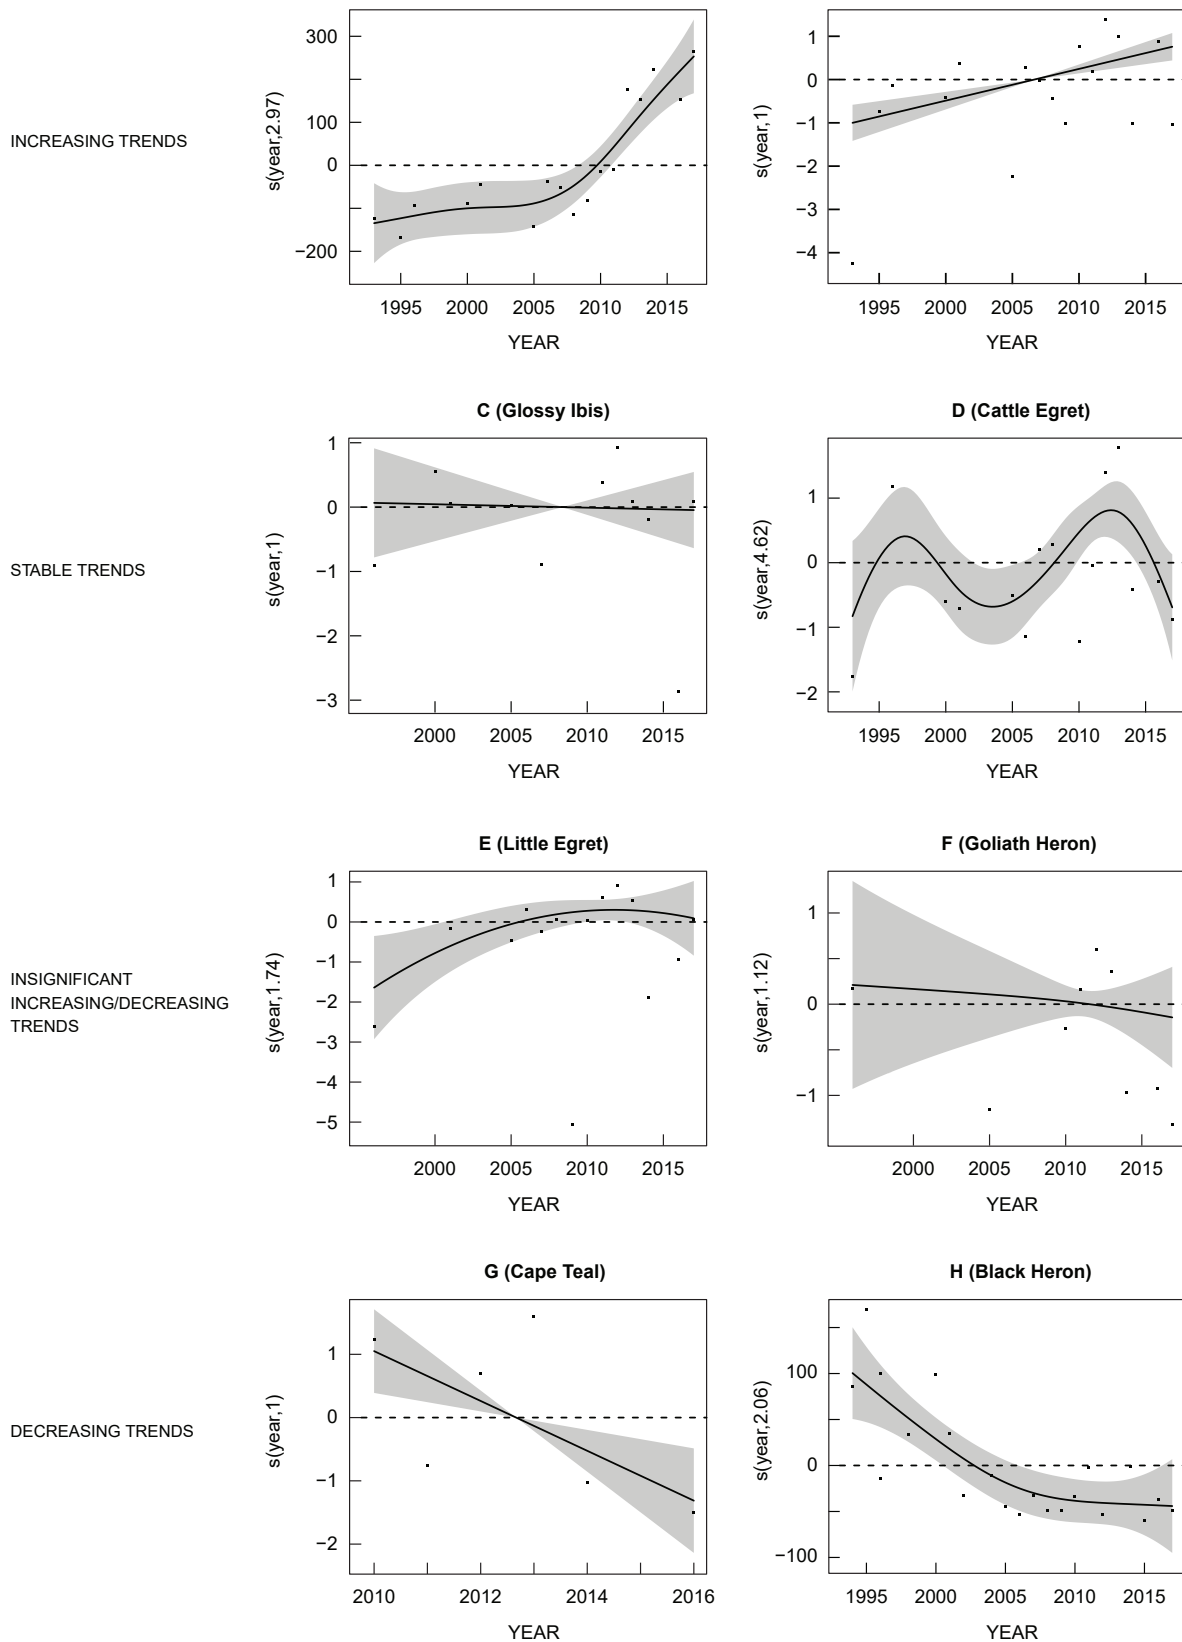 INCREASING TRENDS
s(year,2.97)
300
100
0
−200
1995 2000 2005 2010 2015
YEAR
s(year,1)
1
0
−1
−2
−3
−4
1995 2000 2005 2010 2015
YEAR
STABLE TRENDS
C (Glossy Ibis)
s(year,1)
1
0
−1
−2
−3
2000 2005 2010 2015
YEAR
D (Cattle Egret)
s(year,4.62)
1
0
−1
−2
1995 2000 2005 2010 2015
YEAR
INSIGNIFICANT
INCREASING/DECREASING
TRENDS
E (Little Egret)
s(year,1.74)
1
0
−1
−2
−3
−4
−5
2000 2005 2010 2015
YEAR
F (Goliath Heron)
s(year,1.12)
1
0
−1
2000 2005 2010 2015
YEAR
DECREASING TRENDS
G (Cape Teal)
s(year,1)
1
0
−1
−2
2010 2012 2014 2016
YEAR
H (Black Heron)
s(year,2.06)
100
0
−100
1995 2000 2005 2010 2015
YEAR